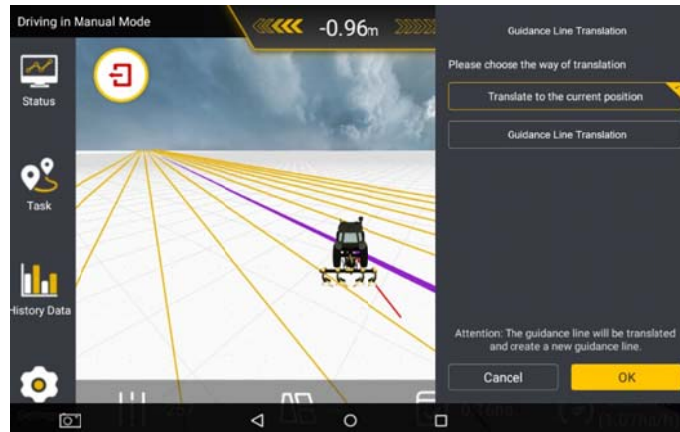 Driving in Manual Mode
-0.96m
Guidance Line Translation
Please choose the way of translation
Status
Translate to the current position
Guidance Line Translation
Task
History Data
Attention: The guidance line will be translated
and create a new guidance line.
Cancel
OK